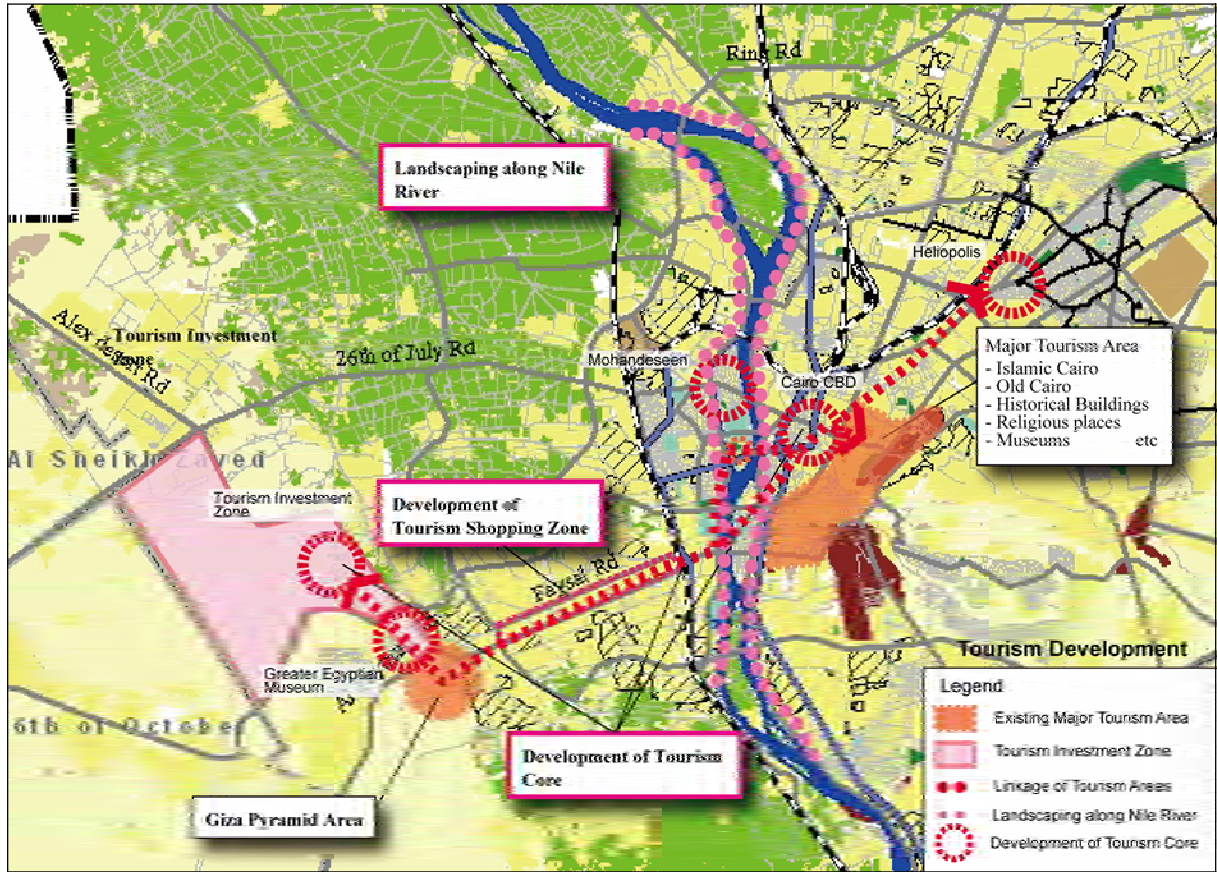 Ring Rd
Landscaping along Nile
River
Heliopolis
Alex Desert Rd
Tourism Investment
zone
26th of July Rd
Mohandeseen
Cairo CBD
Major Tourism Area
- Islamic Cairo
- Old Cairo
- Historical Buildings
- Religious places
- Museums etc
Al Sheikh Zayed
Tourism Investment
Zone
Development of
Tourism Shopping Zone
Faysal Rd
Greater Egyptian
Museum
6th of October
Development of Tourism
Core
Giza Pyramid Area
Tourism Development
Legend
Existing Major Tourism Area
Tourism Investment Zone
Linkage of Tourism Areas
Landscaping along Nile River
Development of Tourism Core